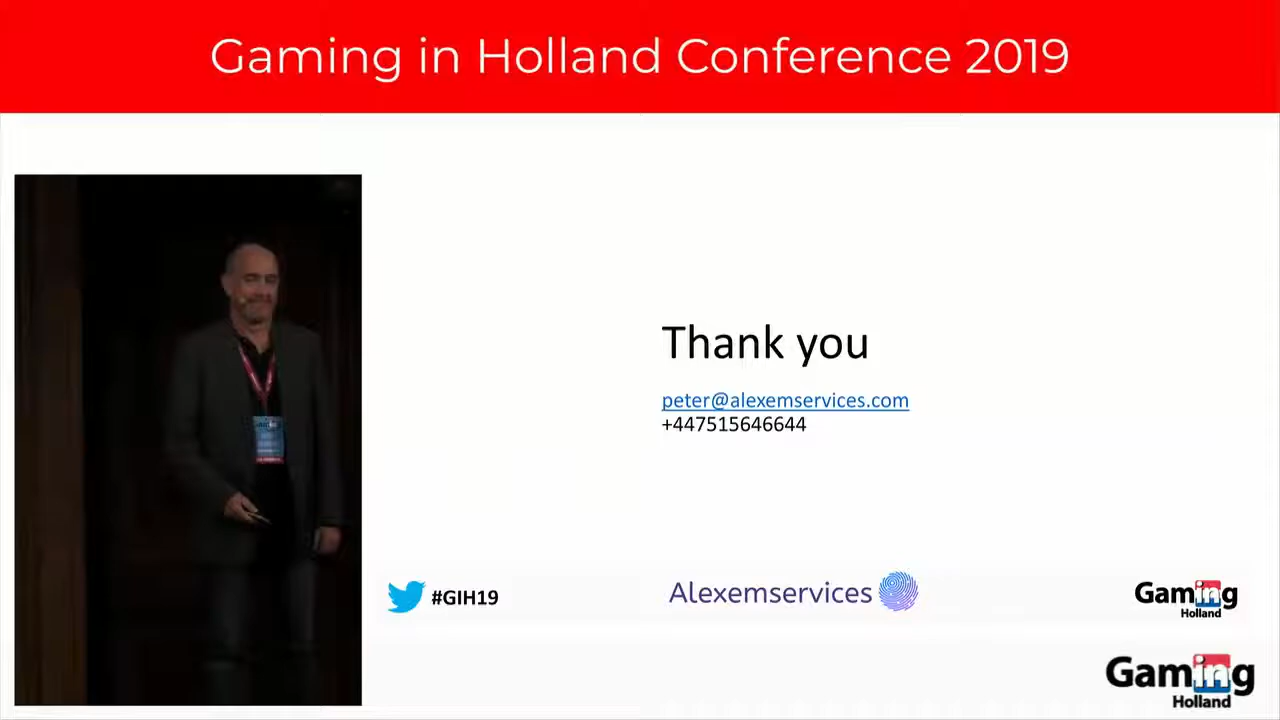 Gaming in Holland Conference 2019
Thank you
peter@alexemservices.com
+447515646644
#GIH19
Alexemservices
Gaming
Holland
Gaming
Holland